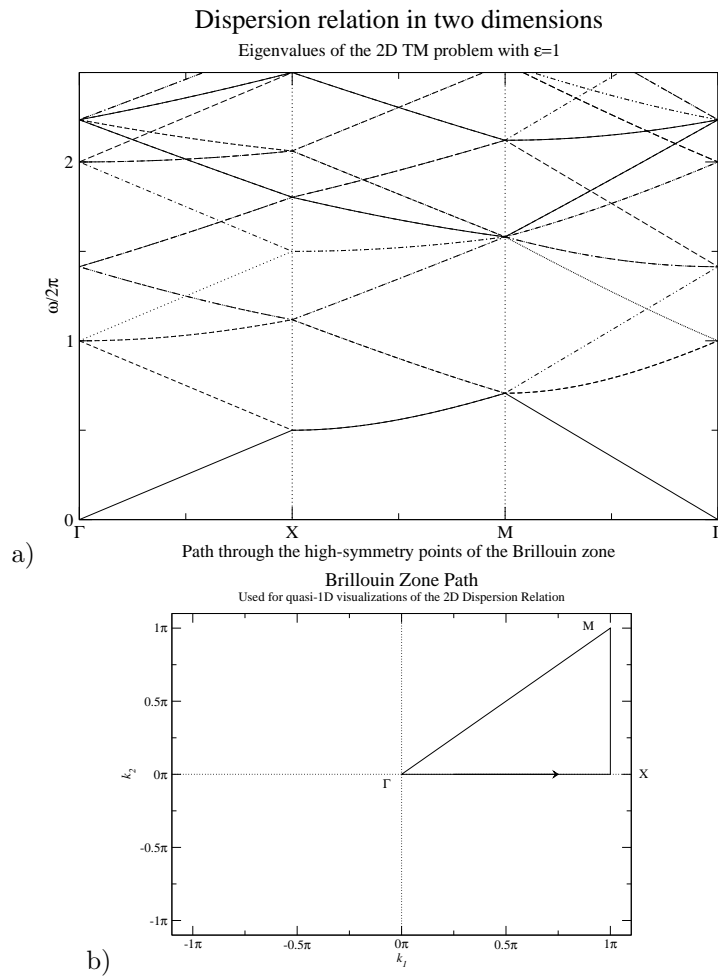 Dispersion relation in two dimensions
Eigenvalues of the 2D TM problem with ε=1
ω/2π
2
1
0
Γ X M Γ
Path through the high-symmetry points of the Brillouin zone
a)
Brillouin Zone Path
Used for quasi-1D visualizations of the 2D Dispersion Relation
M
1π
0.5π
k2
0π
X
Γ
-0.5π
-1π
-1π -0.5π 0π 0.5π 1π
k1
b)